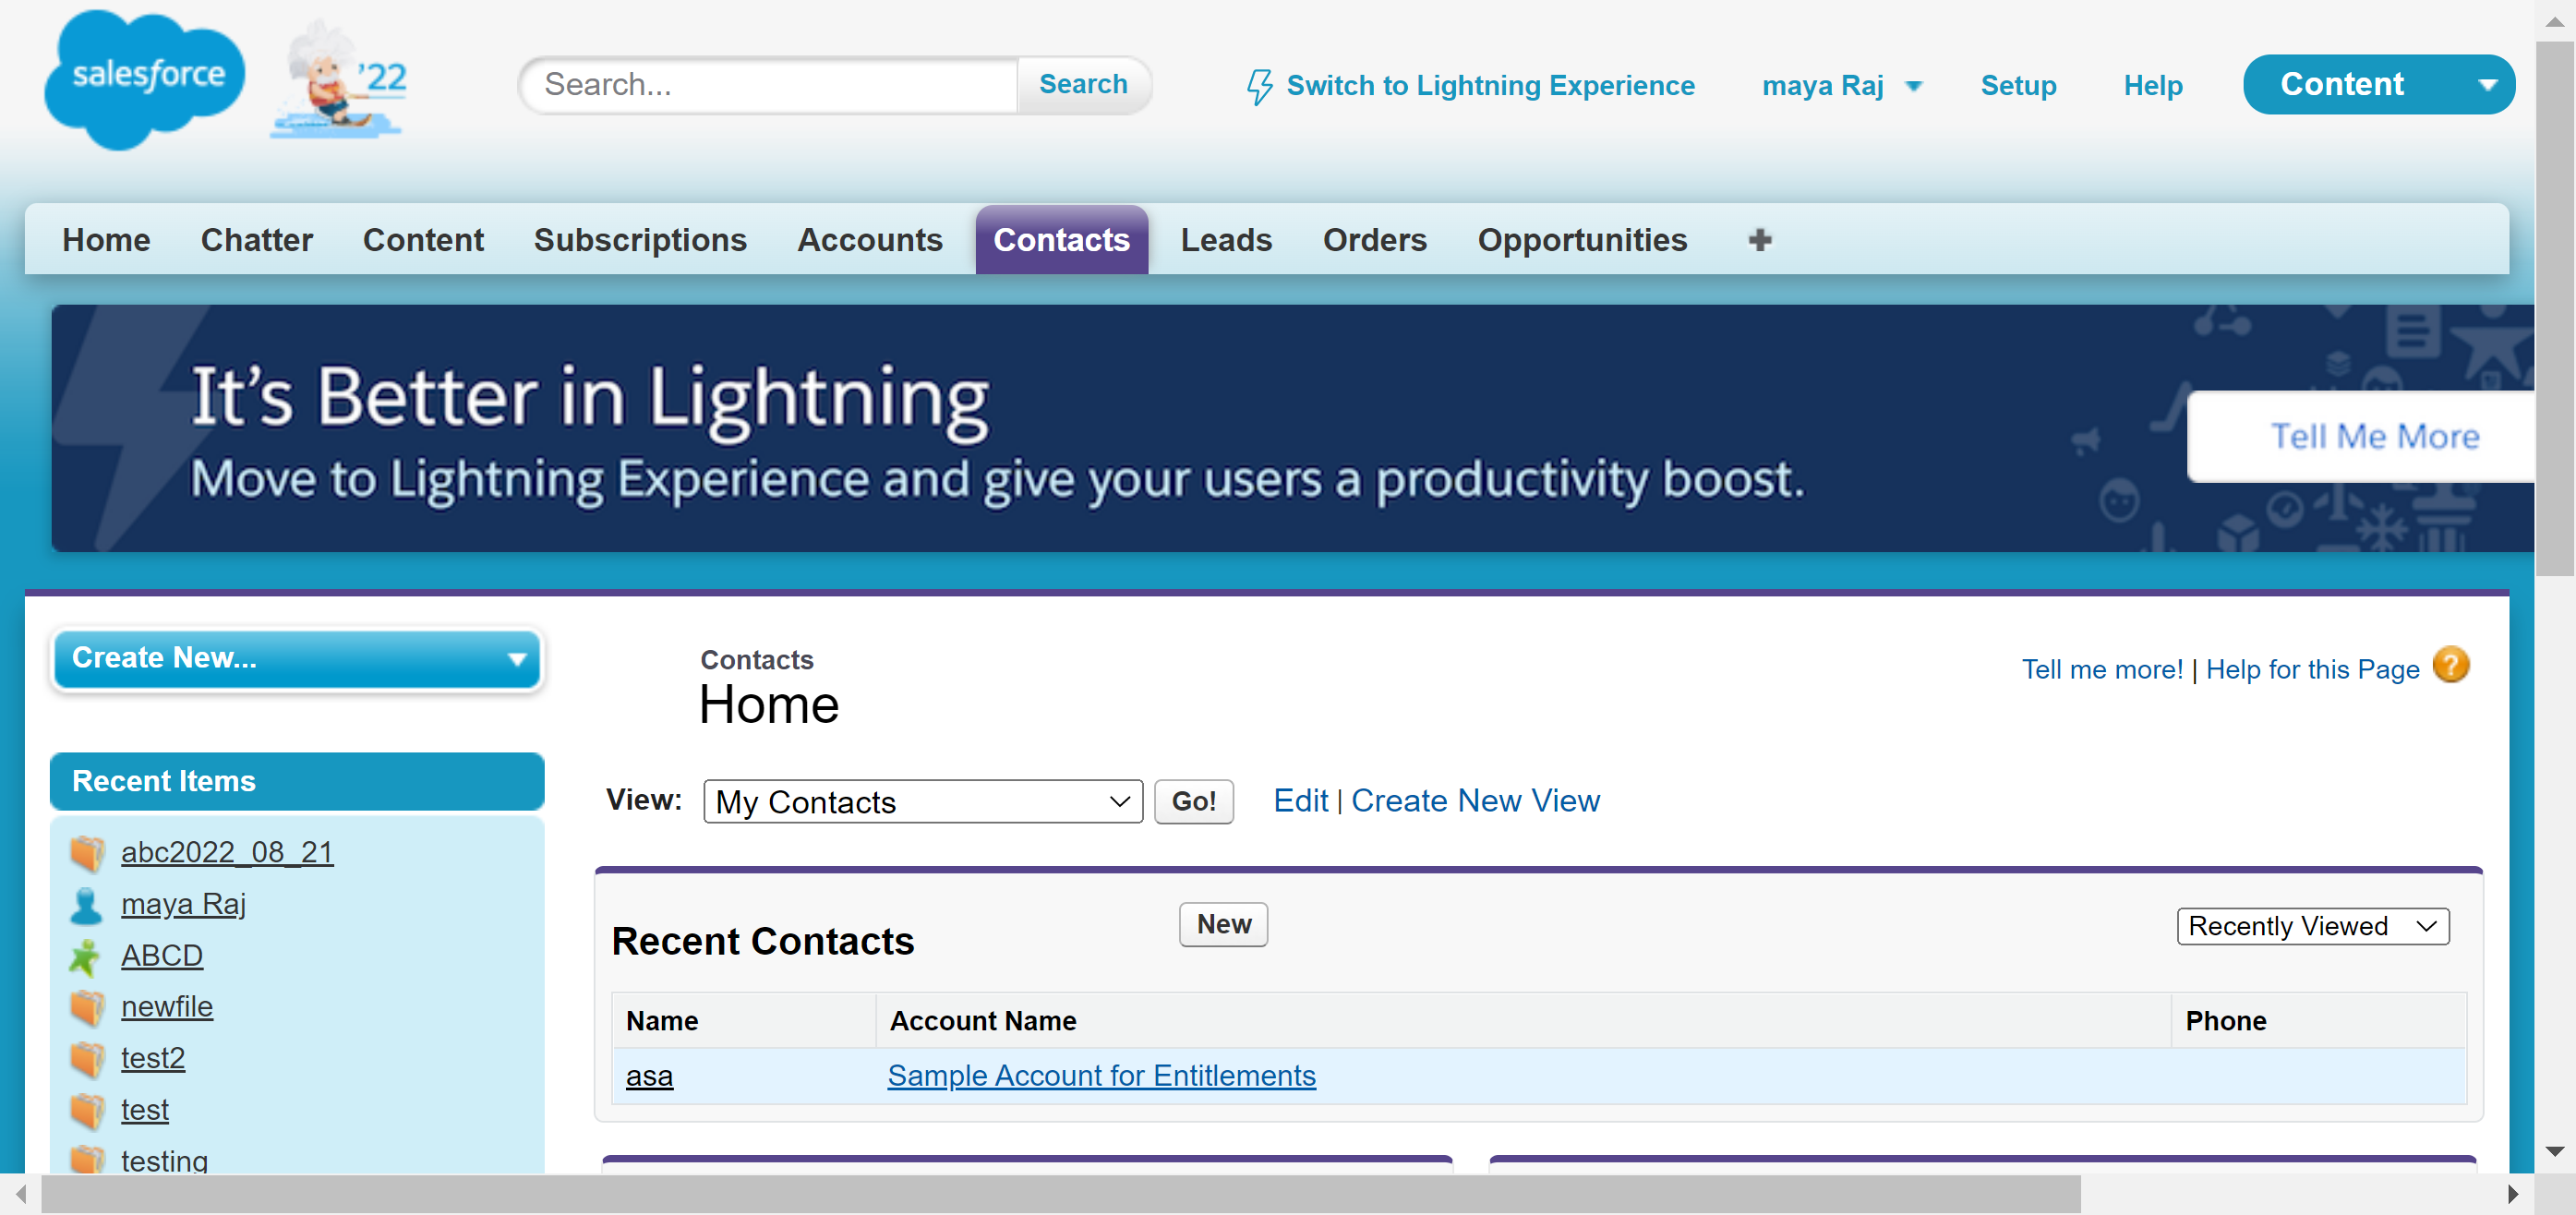 salesforce
'22
Search...
Search
Switch to Lightning Experience
maya Raj
Setup
Help
Content
Home
Chatter
Content
Subscriptions
Accounts
Contacts
Leads
Orders
Opportunities
It's Better in Lightning
Move to Lightning Experience and give your users a productivity boost.
Tell Me More
Create New...
Contacts
Home
Tell me more! | Help for this Page
?
View:
My Contacts
Go!
Edit | Create New View
Recent Items
abc2022_08_21
maya Raj
ABCD
newfile
test2
test
testing
Recent Contacts
New
Recently Viewed
Name
Account Name
Phone
asa
Sample Account for Entitlements